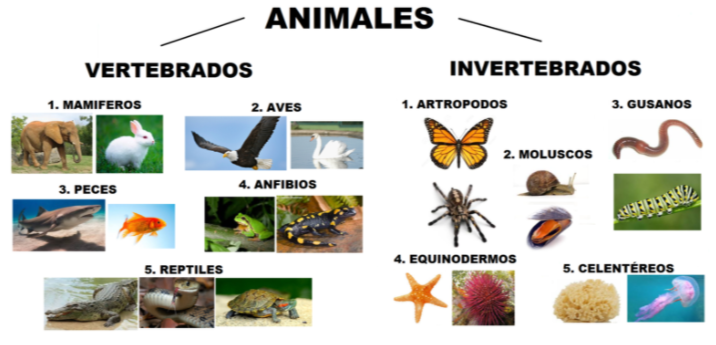 ANIMALES
VERTEBRADOS
1. MAMIFEROS
2. AVES
3. PECES
4. ANFIBIOS
5. REPTILES
INVERTEBRADOS
1. ARTROPODOS
3. GUSANOS
2. MOLUSCOS
4. EQUINODERMOS
5. CELENTÉREOS